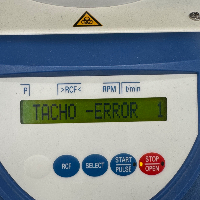 P >RCF< RPM t/min
TACHO -ERROR 1
RCF SELECT START/PULSE STOP/OPEN